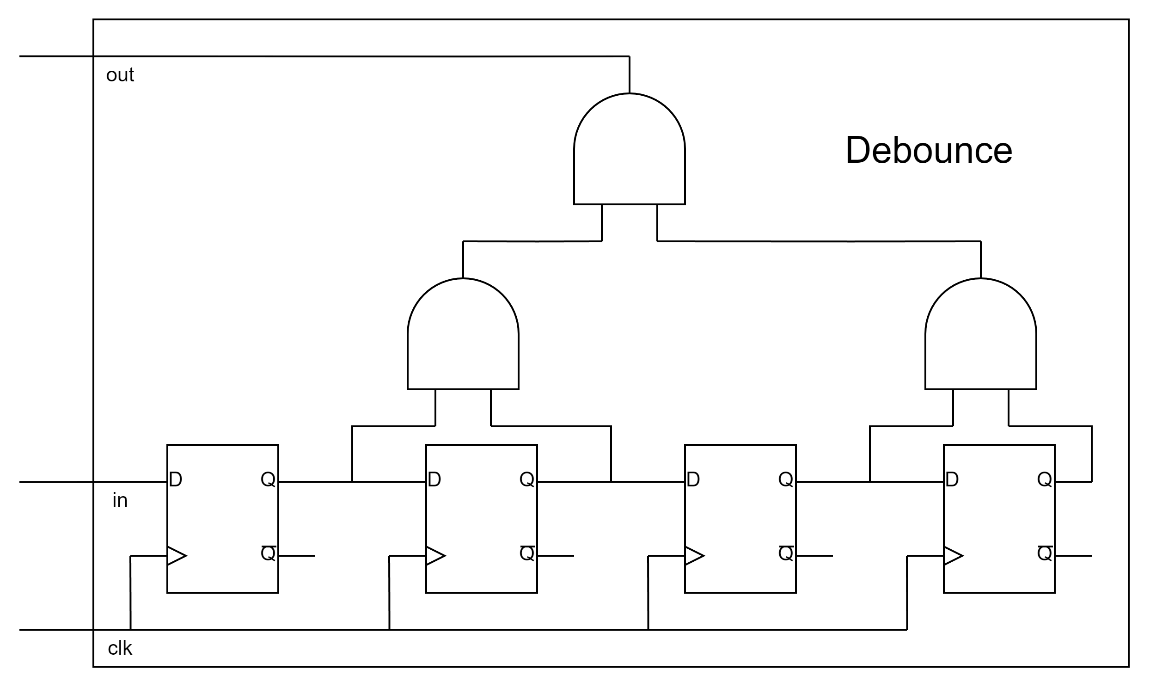 out
Debounce
D Q D Q D Q D Q
in
Q̅ Q̅ Q̅ Q̅
clk